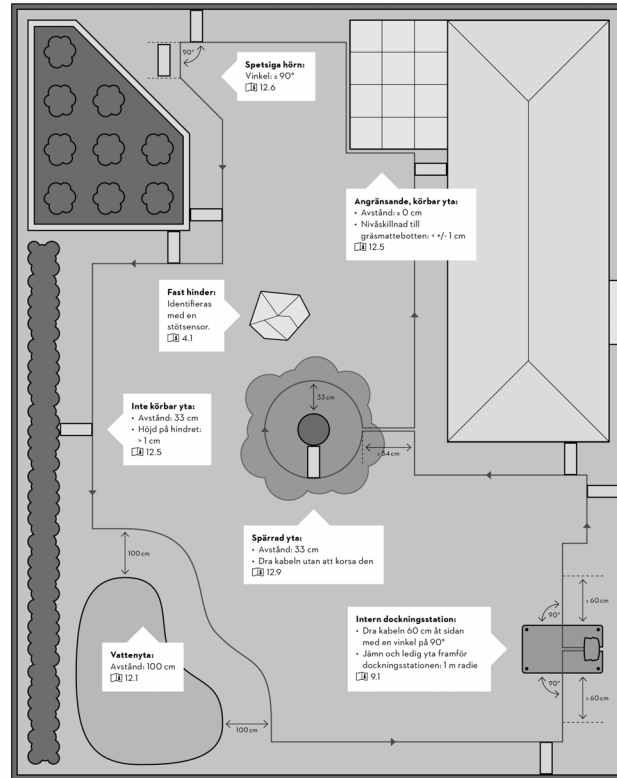 90°
Spetsiga hörn:
Vinkel: ≥ 90°
12.6
Angränsande, körbar yta:
• Avstånd: ≥ 0 cm
• Nivåskillnad till
gräsmattebotten: < +/- 1 cm
12.5
Fast hinder:
Identifieras
med en
stötsensor.
4.1
33 cm
Inte körbar yta:
• Avstånd: 33 cm
• Höjd på hindret:
> 1 cm
12.5
≥ 54 cm
Spärrad yta:
• Avstånd: 33 cm
• Dra kabeln utan att korsa den
12.9
100 cm
≥ 60 cm
90°
Intern dockningsstation:
• Dra kabeln 60 cm åt sidan
med en vinkel på 90°
• Jämn och ledig yta framför
dockningsstationen: 1 m radie
9.1
Vattenyta:
Avstånd: 100 cm
12.1
90°
≥ 60 cm
100 cm